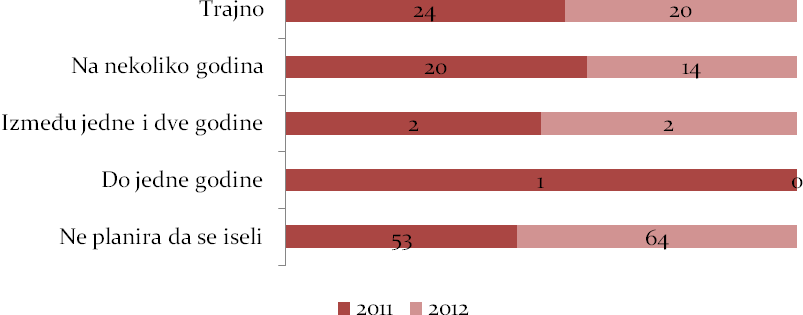 Trajno 24 20
Na nekoliko godina 20 14
Između jedne i dve godine 2 2
Do jedne godine 1 0
Ne planira da se iseli 53 64
2011 2012